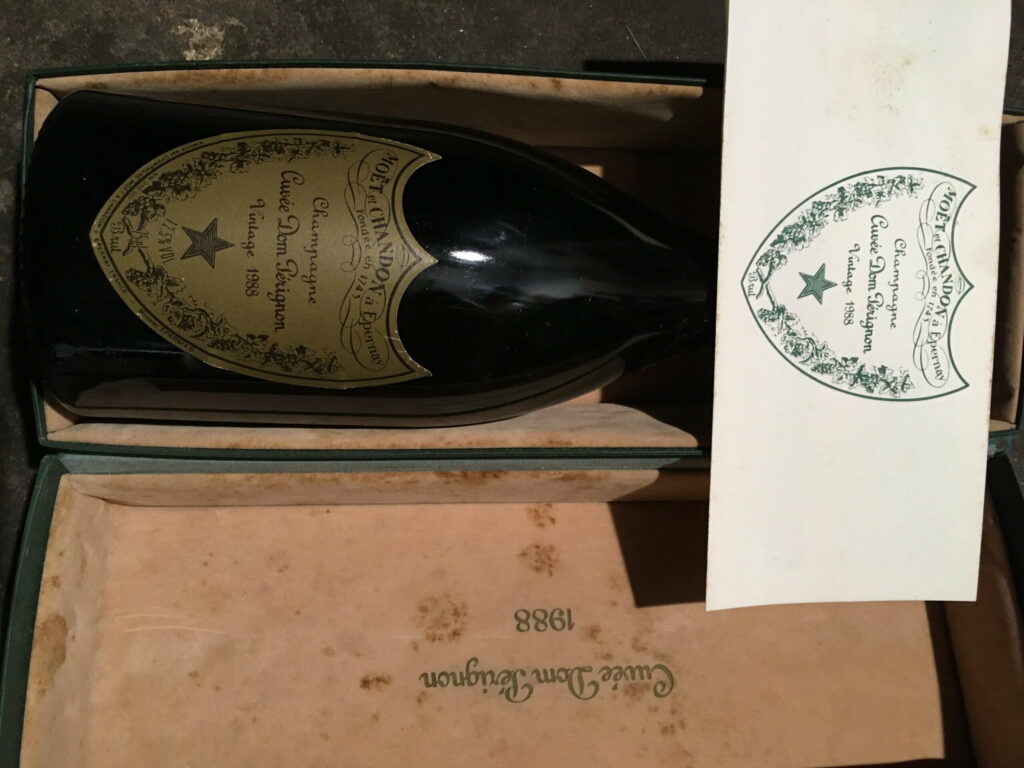 MOËT et CHANDON à Epernay
Fondée en 1743
Champagne
Cuvée Dom Pérignon
Vintage 1988
Brut
MOËT et CHANDON à Epernay
Fondée en 1743
Champagne
Cuvée Dom Pérignon
Vintage 1988
Brut
Cuvée Dom Pérignon
1988